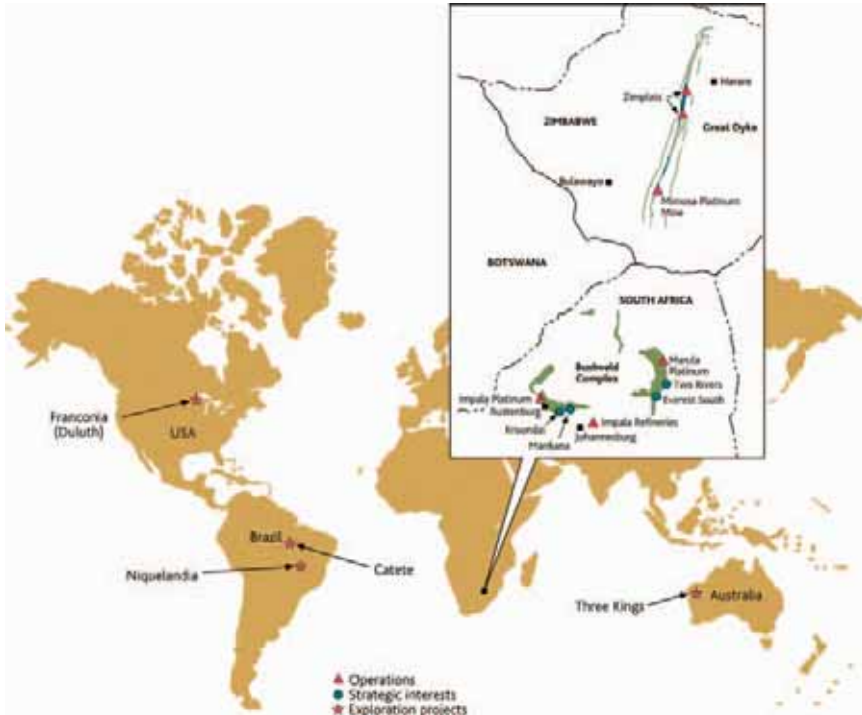 Harare
Zimplats
ZIMBABWE
Great Dyke
Bulawayo
Mimosa Platinum
Mine
BOTSWANA
SOUTH AFRICA
Bushveld
Complex
Marula
Platinum
Two Rivers
Everest South
Impala Platinum
Rustenburg
Kroondal
Marikana
Impala Refineries
Johannesburg
Franconia
(Duluth)
USA
Brazil
Niquelandia
Catete
Three Kings
Australia
Operations
Strategic interests
Exploration projects